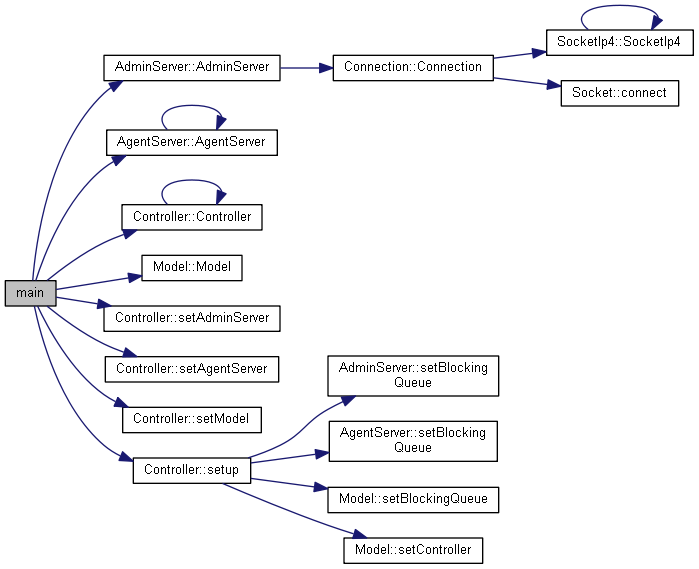 SocketIp4::SocketIp4
AdminServer::AdminServer
Connection::Connection
Socket::connect
AgentServer::AgentServer
Controller::Controller
Model::Model
main
Controller::setAdminServer
Controller::setAgentServer
AdminServer::setBlocking
Queue
Controller::setModel
AgentServer::setBlocking
Queue
Controller::setup
Model::setBlockingQueue
Model::setController